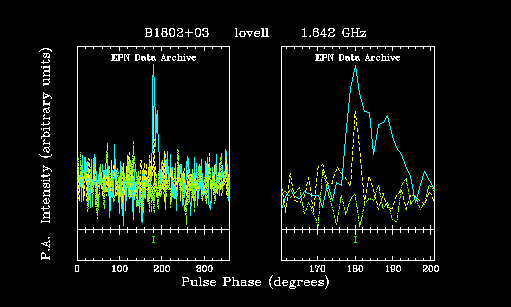 B1802+03 lovell 1.642 GHz
EPN Data Archive EPN Data Archive
P.A. Intensity (arbitrary units)
0 100 200 300 170 180 190 200
Pulse Phase (degrees)